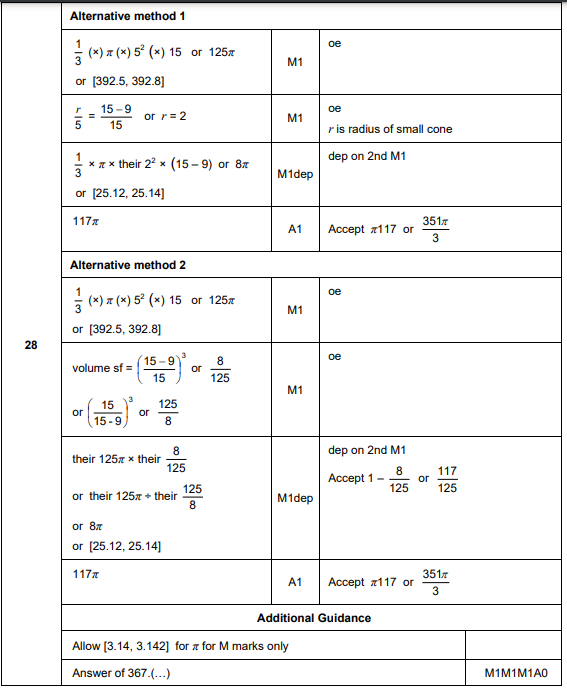 Alternative method 1
1/3 (×) π (×) 5² (×) 15 or 125π
or [392.5, 392.8]
M1
oe
r/5 = (15 – 9)/15 or r = 2
M1
oe
r is radius of small cone
1/3 × π × their 2² × (15 – 9) or 8π
or [25.12, 25.14]
M1dep
dep on 2nd M1
117π
A1
Accept π117 or 351π/3
Alternative method 2
28
1/3 (×) π (×) 5² (×) 15 or 125π
or [392.5, 392.8]
M1
oe
volume sf = ((15 – 9)/15)³ or 8/125
or (15/(15 - 9))³ or 125/8
M1
oe
their 125π × their 8/125
or their 125π ÷ their 125/8
or 8π
or [25.12, 25.14]
M1dep
dep on 2nd M1
Accept 1 – 8/125 or 117/125
117π
A1
Accept π117 or 351π/3
Additional Guidance
Allow [3.14, 3.142] for π for M marks only
Answer of 367.(…)
M1M1M1A0